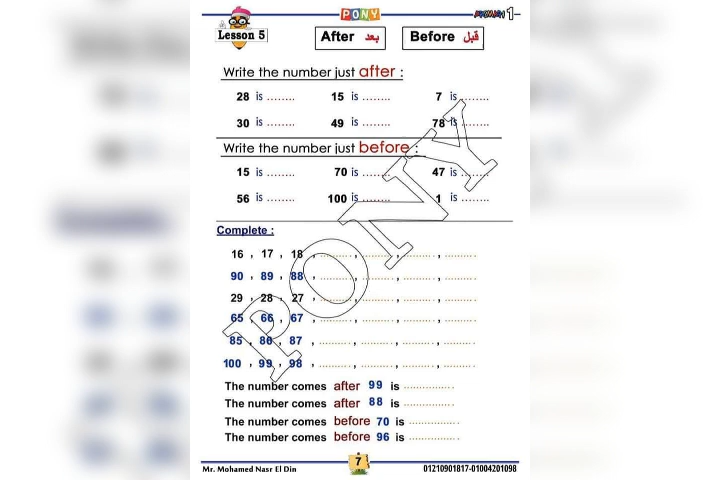 PONY
1
Lesson 5
After بعد
Before قبل
Write the number just after :
28 is ........ 15 is ........ 7 is ........
30 is ........ 49 is ........ 78 is ........
Write the number just before :
15 is ........ 70 is ........ 47 is ........
56 is ........ 100 is ........ 1 is ........
Complete :
16 , 17 , 18 , ......... , ......... , ......... , .........
90 , 89 , 88 , ......... , ......... , ......... , .........
29 , 28 , 27 , ......... , ......... , ......... , .........
65 , 66 , 67 , ......... , ......... , ......... , .........
85 , 86 , 87 , ......... , ......... , ......... , .........
100 , 99 , 98 , ......... , ......... , ......... , .........
The number comes after 99 is ..............
The number comes after 88 is ..............
The number comes before 70 is ..............
The number comes before 96 is ..............
PONY
7
Mr. Mohamed Nasr El Din
01210901817-01004201098